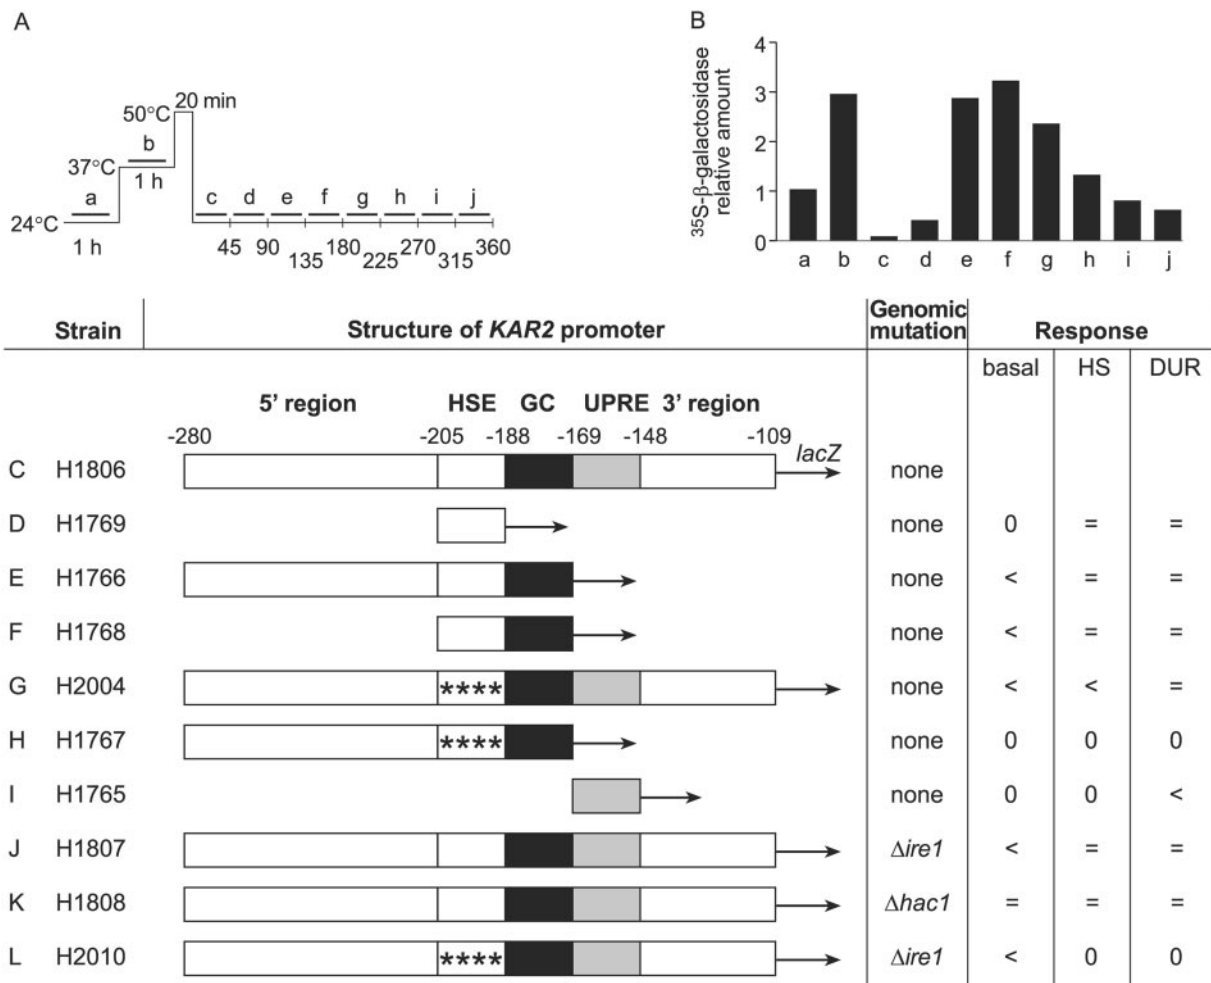 A
20 min
50°C
b
37°C
1 h
a
c d e f g h i j
24°C
1 h
45 90 135 180 225 270 315 360
B
35S-β-galactosidase
relative amount
4
3
2
1
0
a b c d e f g h i j
Strain Structure of KAR2 promoter Genomic mutation Response
basal HS DUR
5' region HSE GC UPRE 3' region
-280 -205 -188 -169 -148 -109
lacZ
C H1806 none
D H1769 none 0 = =
E H1766 none < = =
F H1768 none < = =
G H2004 **** none < < =
H H1767 **** none 0 0 0
I H1765 none 0 0 <
J H1807 Δire1 < = =
K H1808 Δhac1 = = =
L H2010 **** Δire1 < 0 0